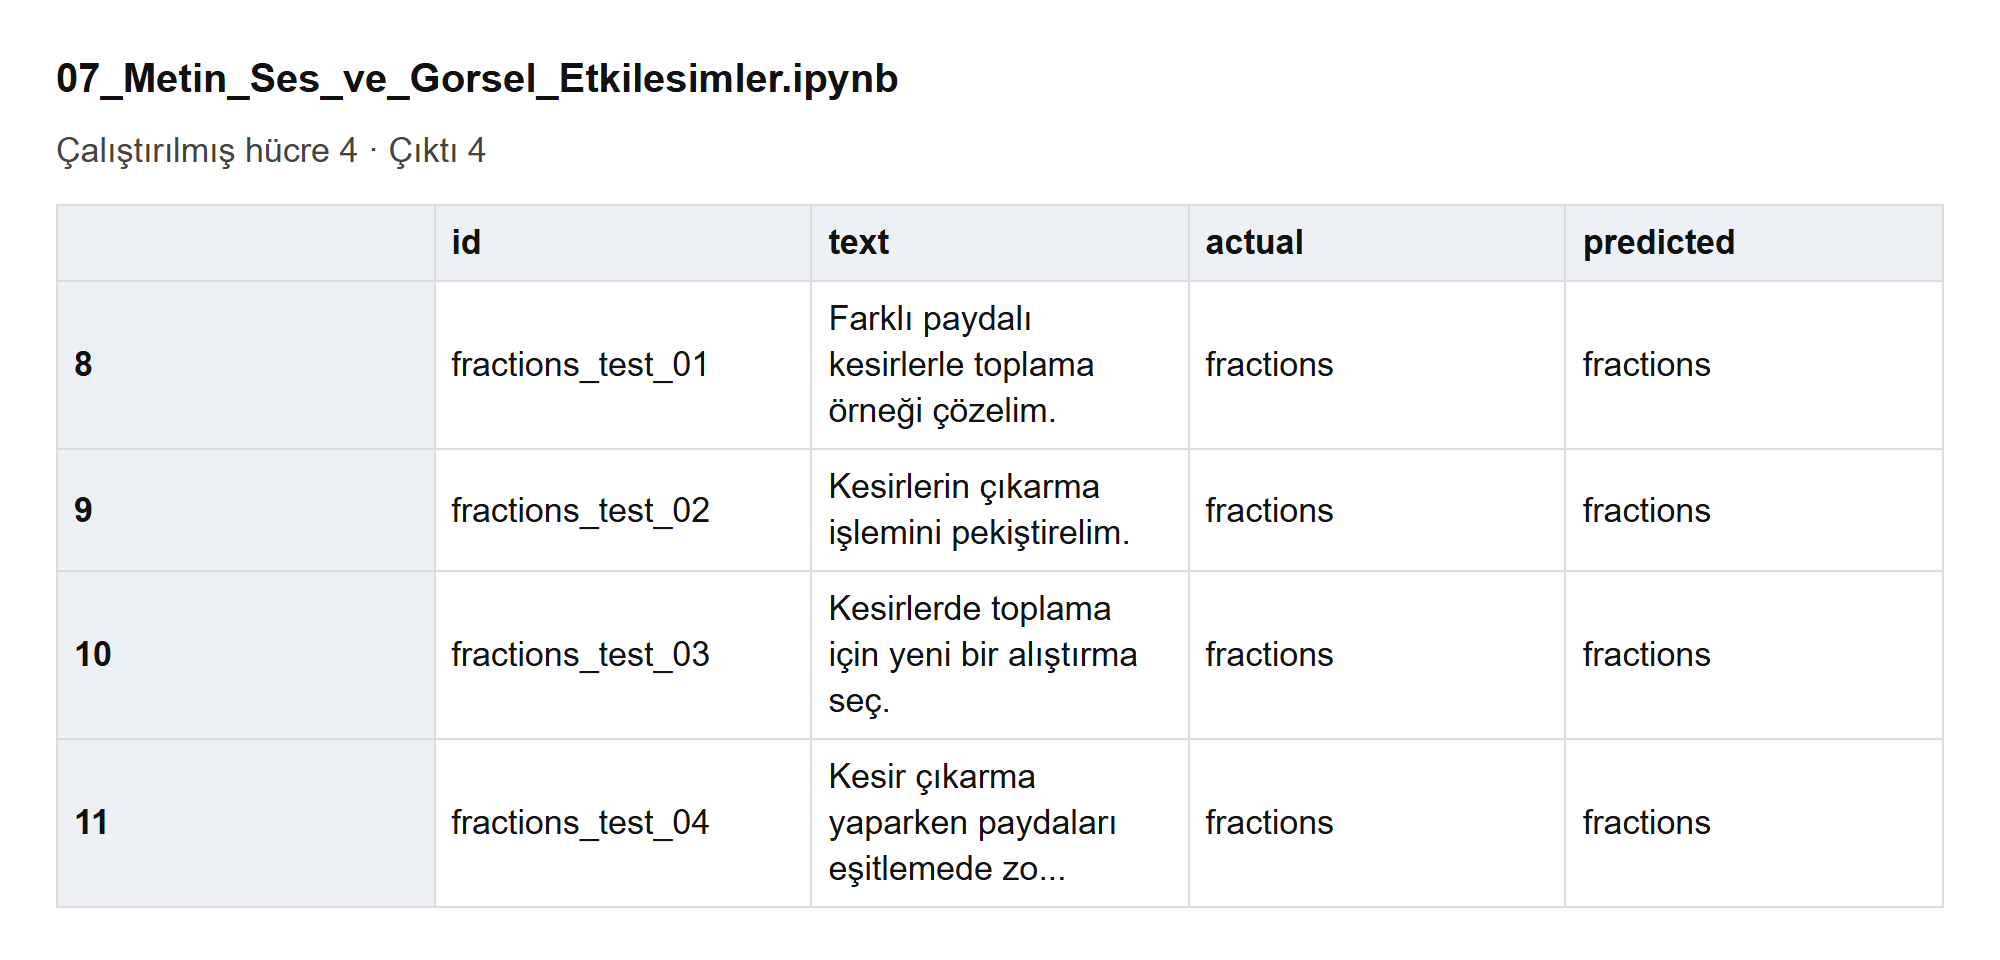 07_Metin_Ses_ve_Gorsel_Etkilesimler.ipynb
Çalıştırılmış hücre 4 · Çıktı 4
id text actual predicted
8 fractions_test_01 Farklı paydalı kesirlerle toplama örneği çözelim. fractions fractions
9 fractions_test_02 Kesirlerin çıkarma işlemini pekiştirelim. fractions fractions
10 fractions_test_03 Kesirlerde toplama için yeni bir alıştırma seç. fractions fractions
11 fractions_test_04 Kesir çıkarma yaparken paydaları eşitlemede zo... fractions fractions